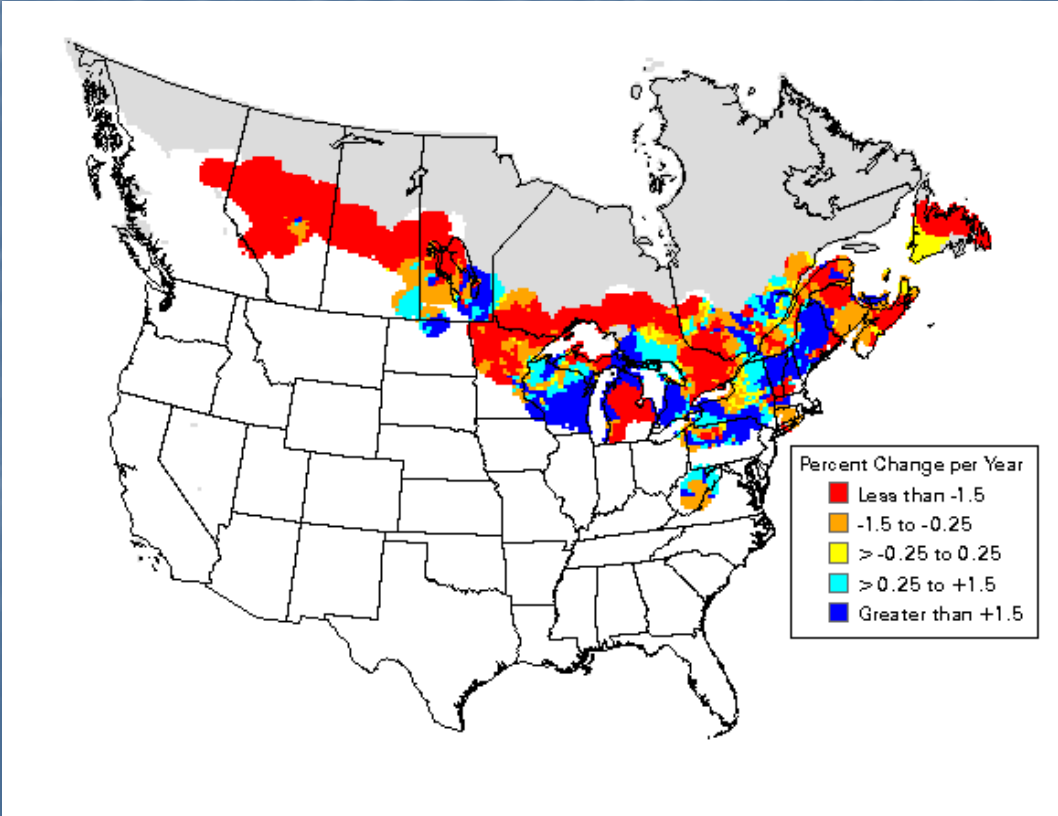 Percent Change per Year
Less than -1.5
-1.5 to -0.25
> -0.25 to 0.25
> 0.25 to +1.5
Greater than +1.5